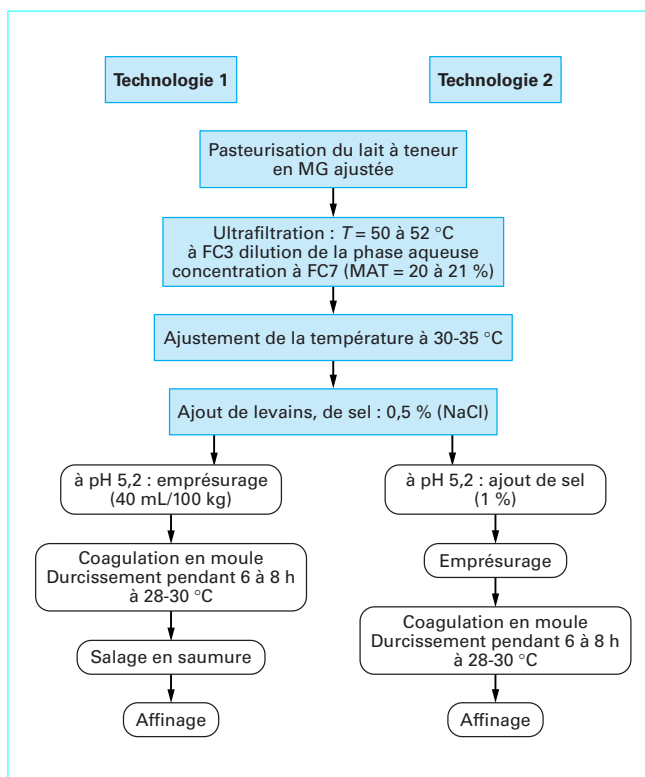 Technologie 1
Technologie 2
Pasteurisation du lait à teneur
en MG ajustée
Ultrafiltration : T = 50 à 52 °C
à FC3 dilution de la phase aqueuse
concentration à FC7 (MAT = 20 à 21 %)
Ajustement de la température à 30-35 °C
Ajout de levains, de sel : 0,5 % (NaCl)
à pH 5,2 : emprésurage
(40 mL/100 kg)
Coagulation en moule
Durcissement pendant 6 à 8 h
à 28-30 °C
Salage en saumure
Affinage
à pH 5,2 : ajout de sel
(1 %)
Emprésurage
Coagulation en moule
Durcissement pendant 6 à 8 h
à 28-30 °C
Affinage